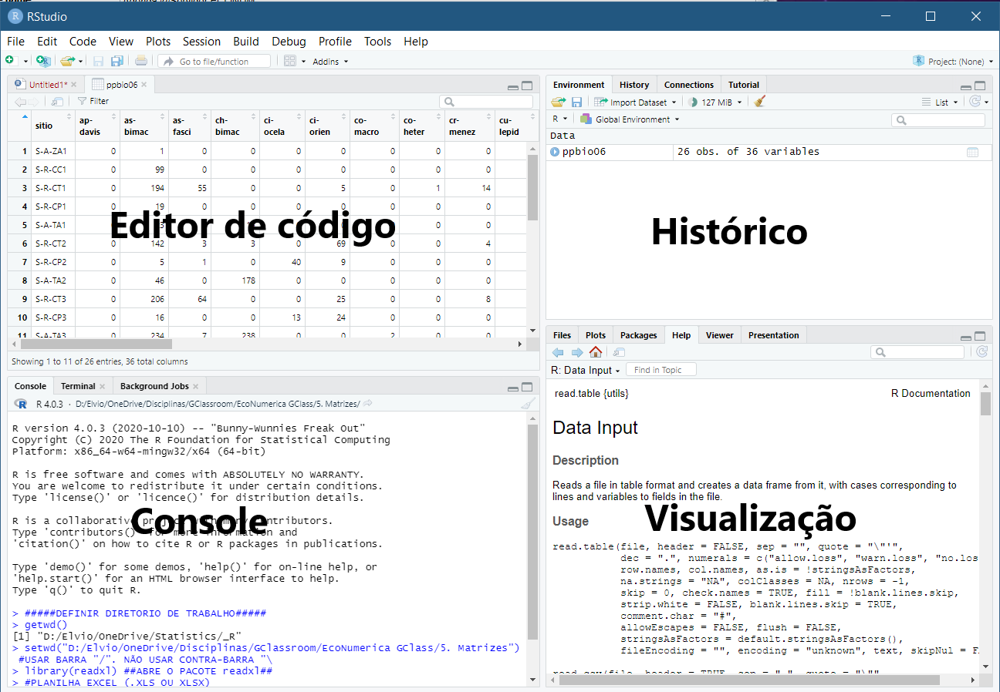 RStudio
File Edit Code View Plots Session Build Debug Profile Tools Help
Go to file/function Addins Project: (None)
Untitled1* ppbio06
Filter
sitio ap-davis as-bimac as-fasci ch-bimac ci-ocela ci-orien co-macro co-heter cr-menez cu-lepid
1 S-A-ZA1 0 1 0 0 0 0 0 0 0
2 S-R-CC1 0 99 0 0 0 0 0 0 0
3 S-R-CT1 0 194 55 0 0 5 0 1 14
4 S-R-CP1 0 19 0 0 0 0 0 0 0
5 S-A-TA1 0 0 0
6 S-R-CT2 0 142 3 3 0 69 0 0 4
7 S-R-CP2 0 5 1 0 40 9 0 0 0
8 S-A-TA2 0 46 0 178 0 0 0 0 0
9 S-R-CT3 0 206 64 0 0 25 0 0 8
10 S-R-CP3 0 16 0 0 13 24 0 0 0
11 S-A-TA3 0 234 7 238 0 0 2 0 0
Editor de código
Showing 1 to 11 of 26 entries, 36 total columns
Console Terminal Background Jobs
R 4.0.3 · D:/Elvio/OneDrive/Disciplinas/GClassroom/EcoNumerica GClass/5. Matrizes/
R version 4.0.3 (2020-10-10) -- "Bunny-Wunnies Freak Out"
Copyright (C) 2020 The R Foundation for Statistical Computing
Platform: x86_64-w64-mingw32/x64 (64-bit)
R is free software and comes with ABSOLUTELY NO WARRANTY.
You are welcome to redistribute it under certain conditions.
Type 'license()' or 'licence()' for distribution details.
R is a collaborative project with many contributors.
Type 'contributors()' for more information and
'citation()' on how to cite R or R packages in publications.
Console
Type 'demo()' for some demos, 'help()' for on-line help, or
'help.start()' for an HTML browser interface to help.
Type 'q()' to quit R.
> #####DEFINIR DIRETORIO DE TRABALHO#####
> getwd()
[1] "D:/Elvio/OneDrive/Statistics/_R"
> setwd("D:/Elvio/OneDrive/Disciplinas/GClassroom/EcoNumerica GClass/5. Matrizes")
#USAR BARRA "/". NÃO USAR CONTRA-BARRA "\
> library(readxl) ##ABRE O PACOTE readxl##
> #PLANILHA EXCEL (.XLS OU XLSX)
Environment History Connections Tutorial
Import Dataset 127 MiB List
R Global Environment
Data
ppbio06 26 obs. of 36 variables
Histórico
Files Plots Packages Help Viewer Presentation
R: Data Input Find in Topic
read.table {utils} R Documentation
Data Input
Description
Reads a file in table format and creates a data frame from it, with cases corresponding to
lines and variables to fields in the file.
Visualização
Usage
read.table(file, header = FALSE, sep = "", quote = "\"'",
dec = ".", numerals = c("allow.loss", "warn.loss", "no.los
row.names, col.names, as.is = !stringsAsFactors,
na.strings = "NA", colClasses = NA, nrows = -1,
skip = 0, check.names = TRUE, fill = !blank.lines.skip,
strip.white = FALSE, blank.lines.skip = TRUE,
comment.char = "#",
allowEscapes = FALSE, flush = FALSE,
stringsAsFactors = default.stringsAsFactors(),
fileEncoding = "", encoding = "unknown", text, skipNul = F
read.csv(file, header = TRUE, sep = ",", quote = "\""